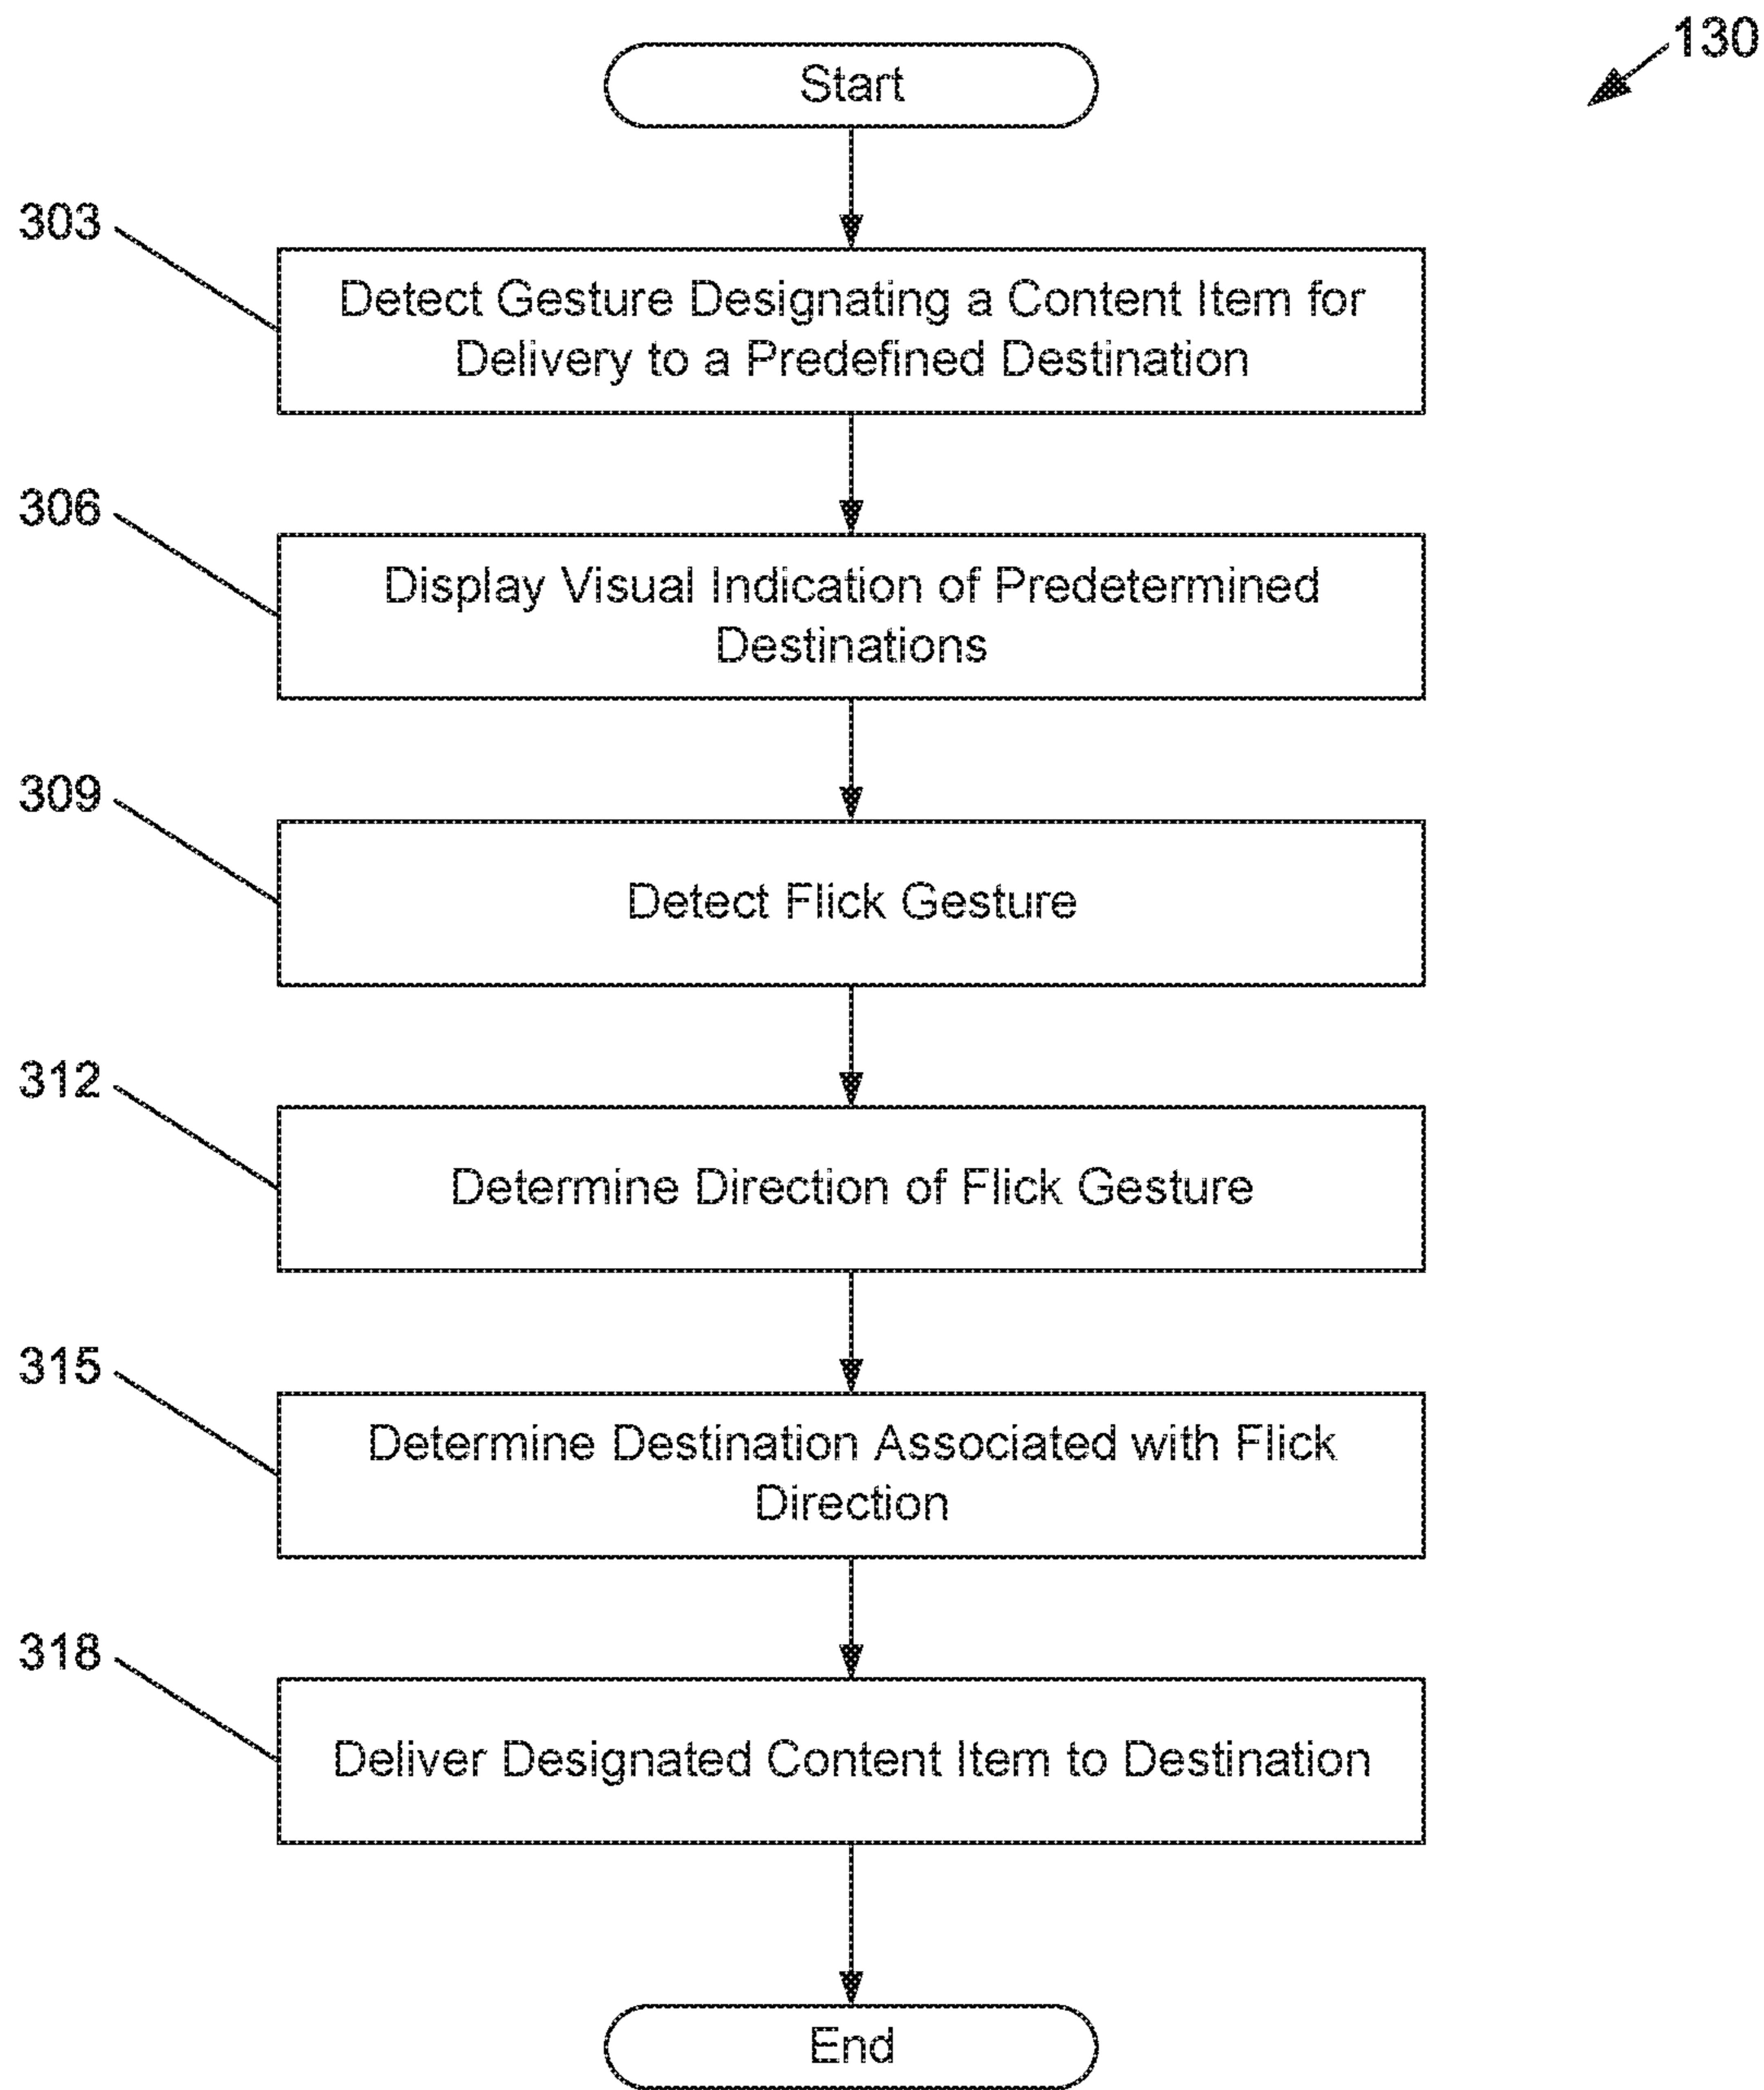 130
Start
303
Detect Gesture Designating a Content Item for
Delivery to a Predefined Destination
306
Display Visual Indication of Predetermined
Destinations
309
Detect Flick Gesture
312
Determine Direction of Flick Gesture
315
Determine Destination Associated with Flick
Direction
318
Deliver Designated Content Item to Destination
End